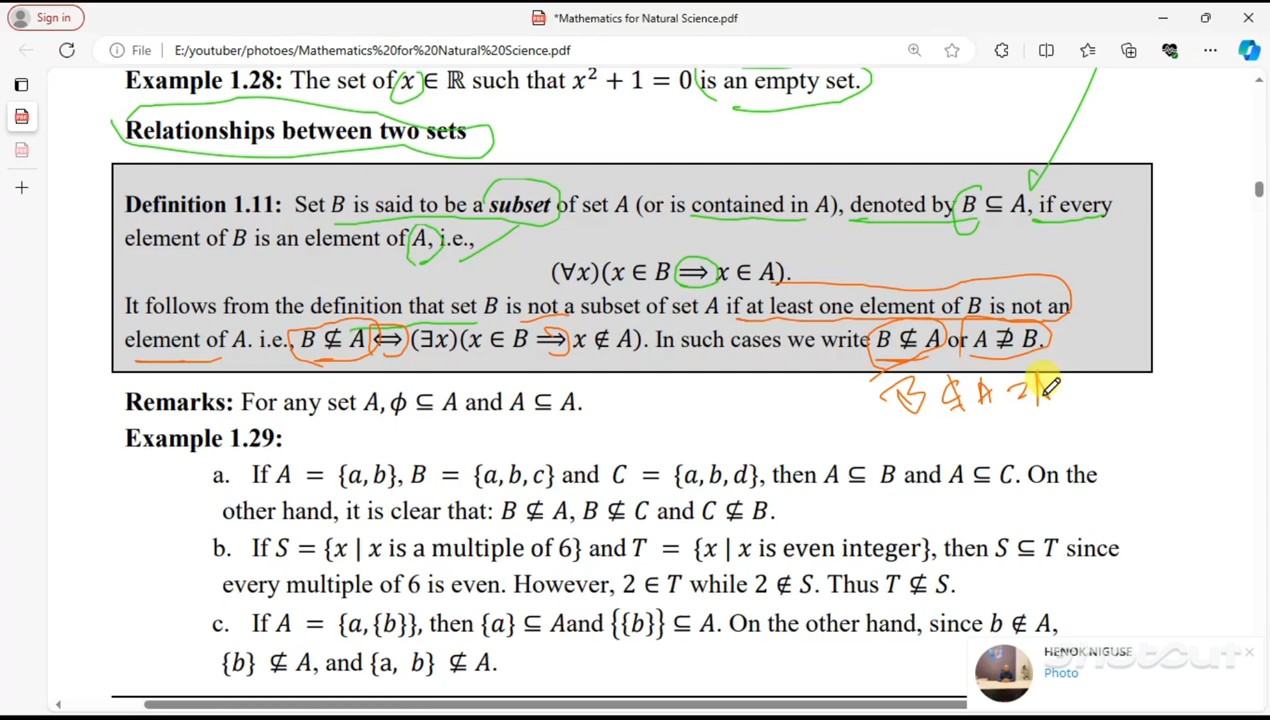 Sign in
*Mathematics for Natural Science.pdf
File E:/youtuber/photoes/Mathematics%20for%20Natural%20Science.pdf
Example 1.28: The set of x ∈ ℝ such that x² + 1 = 0 is an empty set.
Relationships between two sets
Definition 1.11: Set B is said to be a subset of set A (or is contained in A), denoted by B ⊆ A, if every
element of B is an element of A, i.e.,
(∀x)(x ∈ B ⟹ x ∈ A).
It follows from the definition that set B is not a subset of set A if at least one element of B is not an
element of A. i.e., B ⊈ A ⟺ (∃x)(x ∈ B ⟹ x ∉ A). In such cases we write B ⊈ A or A ⊉ B.
B ⊈ A
Remarks: For any set A, ϕ ⊆ A and A ⊆ A.
Example 1.29:
a. If A = {a, b}, B = {a, b, c} and C = {a, b, d}, then A ⊆ B and A ⊆ C. On the
other hand, it is clear that: B ⊈ A, B ⊈ C and C ⊈ B.
b. If S = {x | x is a multiple of 6} and T = {x | x is even integer}, then S ⊆ T since
every multiple of 6 is even. However, 2 ∈ T while 2 ∉ S. Thus T ⊈ S.
c. If A = {a, {b}}, then {a} ⊆ A and {{b}} ⊆ A. On the other hand, since b ∉ A,
{b} ⊈ A, and {a, b} ⊈ A.
HENOK NIGUSE
Photo
shotcut